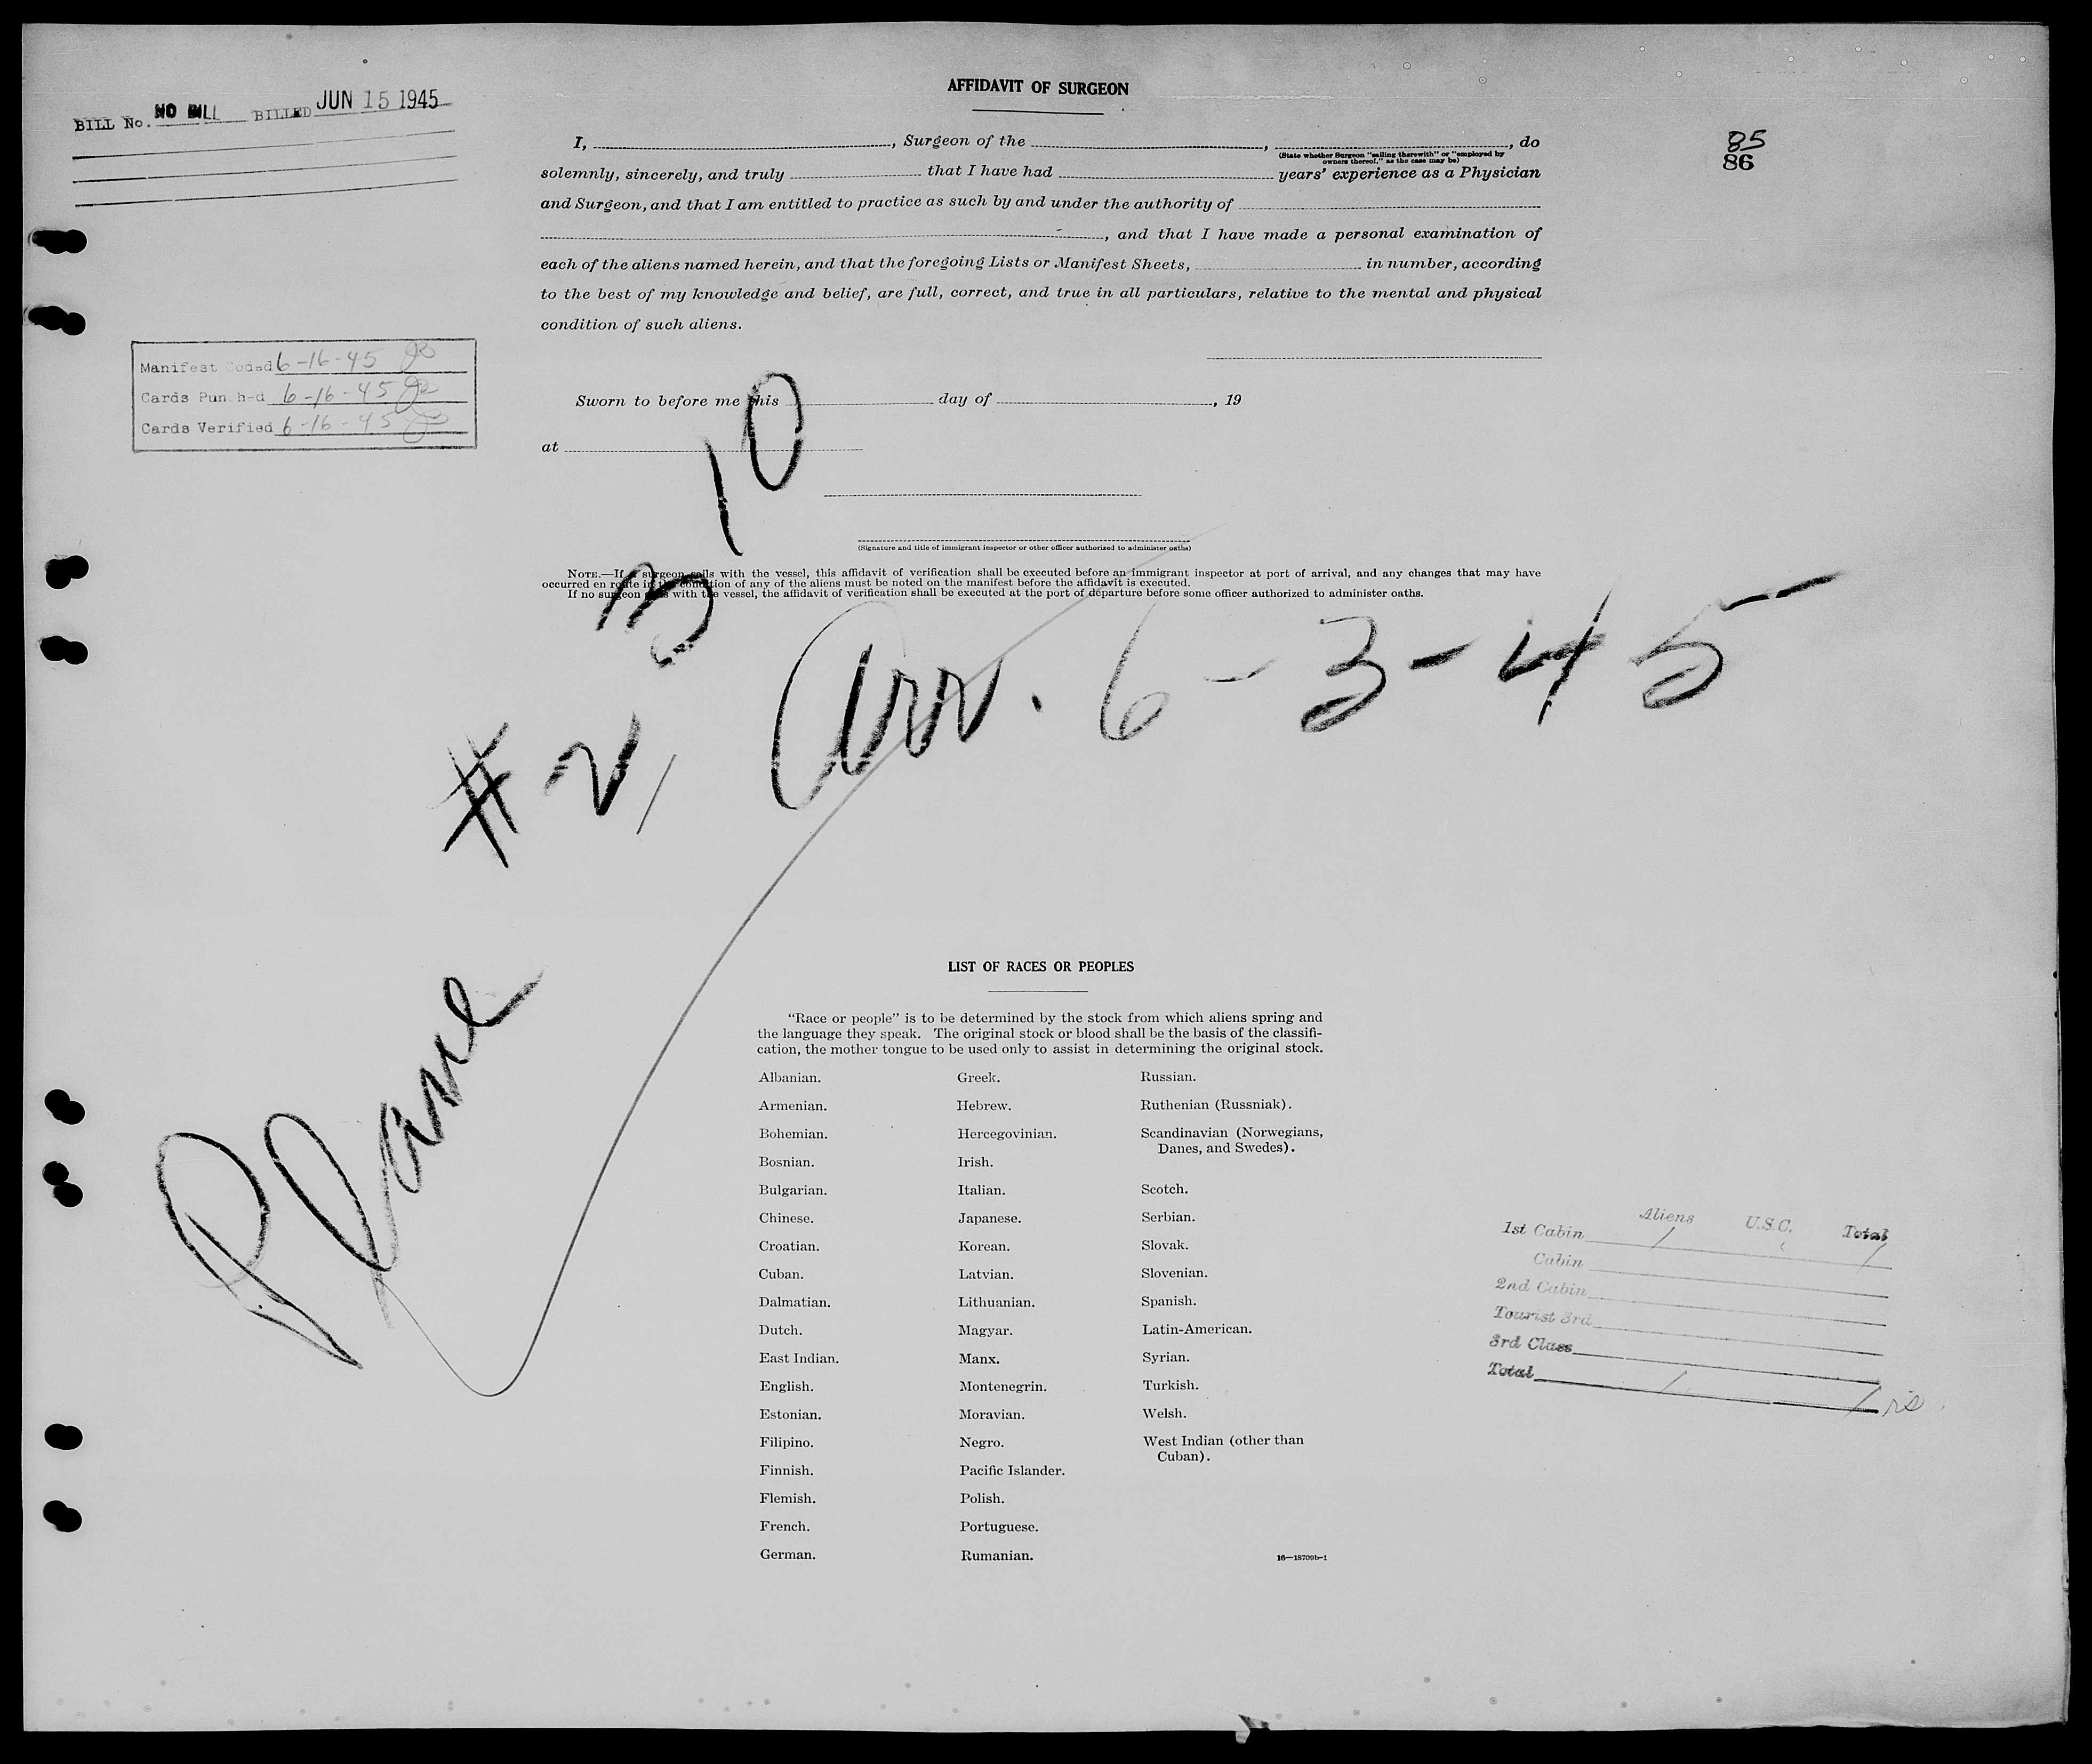 BILL No. NO BILL BILLED JUN 15 1945
85
86
AFFIDAVIT OF SURGEON
I, , Surgeon of the , , do
(State whether Surgeon "sailing therewith" or "employed by
owners thereof," as the case may be)
solemnly, sincerely, and truly that I have had years' experience as a Physician
and Surgeon, and that I am entitled to practice as such by and under the authority of
, and that I have made a personal examination of
each of the aliens named herein, and that the foregoing Lists or Manifest Sheets, in number, according
to the best of my knowledge and belief, are full, correct, and true in all particulars, relative to the mental and physical
condition of such aliens.
Manifest Coded 6-16-45
Cards Punched 6-16-45
Cards Verified 6-16-45
Sworn to before me this day of , 19
at
(Signature and title of immigrant inspector or other officer authorized to administer oaths)
NOTE.—If a surgeon sails with the vessel, this affidavit of verification shall be executed before an immigrant inspector at port of arrival, and any changes that may have
occurred en route in the condition of any of the aliens must be noted on the manifest before the affidavit is executed.
If no surgeon sails with the vessel, the affidavit of verification shall be executed at the port of departure before some officer authorized to administer oaths.
Plane #2, 310
Arr. 6-3-45
LIST OF RACES OR PEOPLES
"Race or people" is to be determined by the stock from which aliens spring and
the language they speak. The original stock or blood shall be the basis of the classifi-
cation, the mother tongue to be used only to assist in determining the original stock.
Albanian.
Armenian.
Bohemian.
Bosnian.
Bulgarian.
Chinese.
Croatian.
Cuban.
Dalmatian.
Dutch.
East Indian.
English.
Estonian.
Filipino.
Finnish.
Flemish.
French.
German.
Greek.
Hebrew.
Hercegovinian.
Irish.
Italian.
Japanese.
Korean.
Latvian.
Lithuanian.
Magyar.
Manx.
Montenegrin.
Moravian.
Negro.
Pacific Islander.
Polish.
Portuguese.
Rumanian.
Russian.
Ruthenian (Russniak).
Scandinavian (Norwegians,
Danes, and Swedes).
Scotch.
Serbian.
Slovak.
Slovenian.
Spanish.
Latin-American.
Syrian.
Turkish.
Welsh.
West Indian (other than
Cuban).
16—18709b-1
Aliens U.S.C. Total
1st Cabin 1 1
Cabin
2nd Cabin
Tourist 3rd
3rd Class
Total 1 1